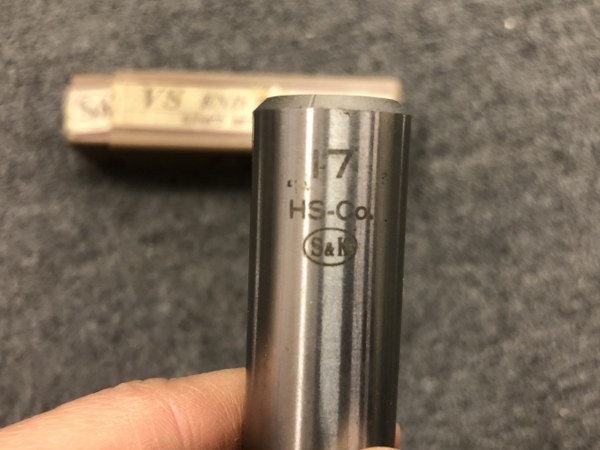 S&
VS END
17
HS-Co.
S&K